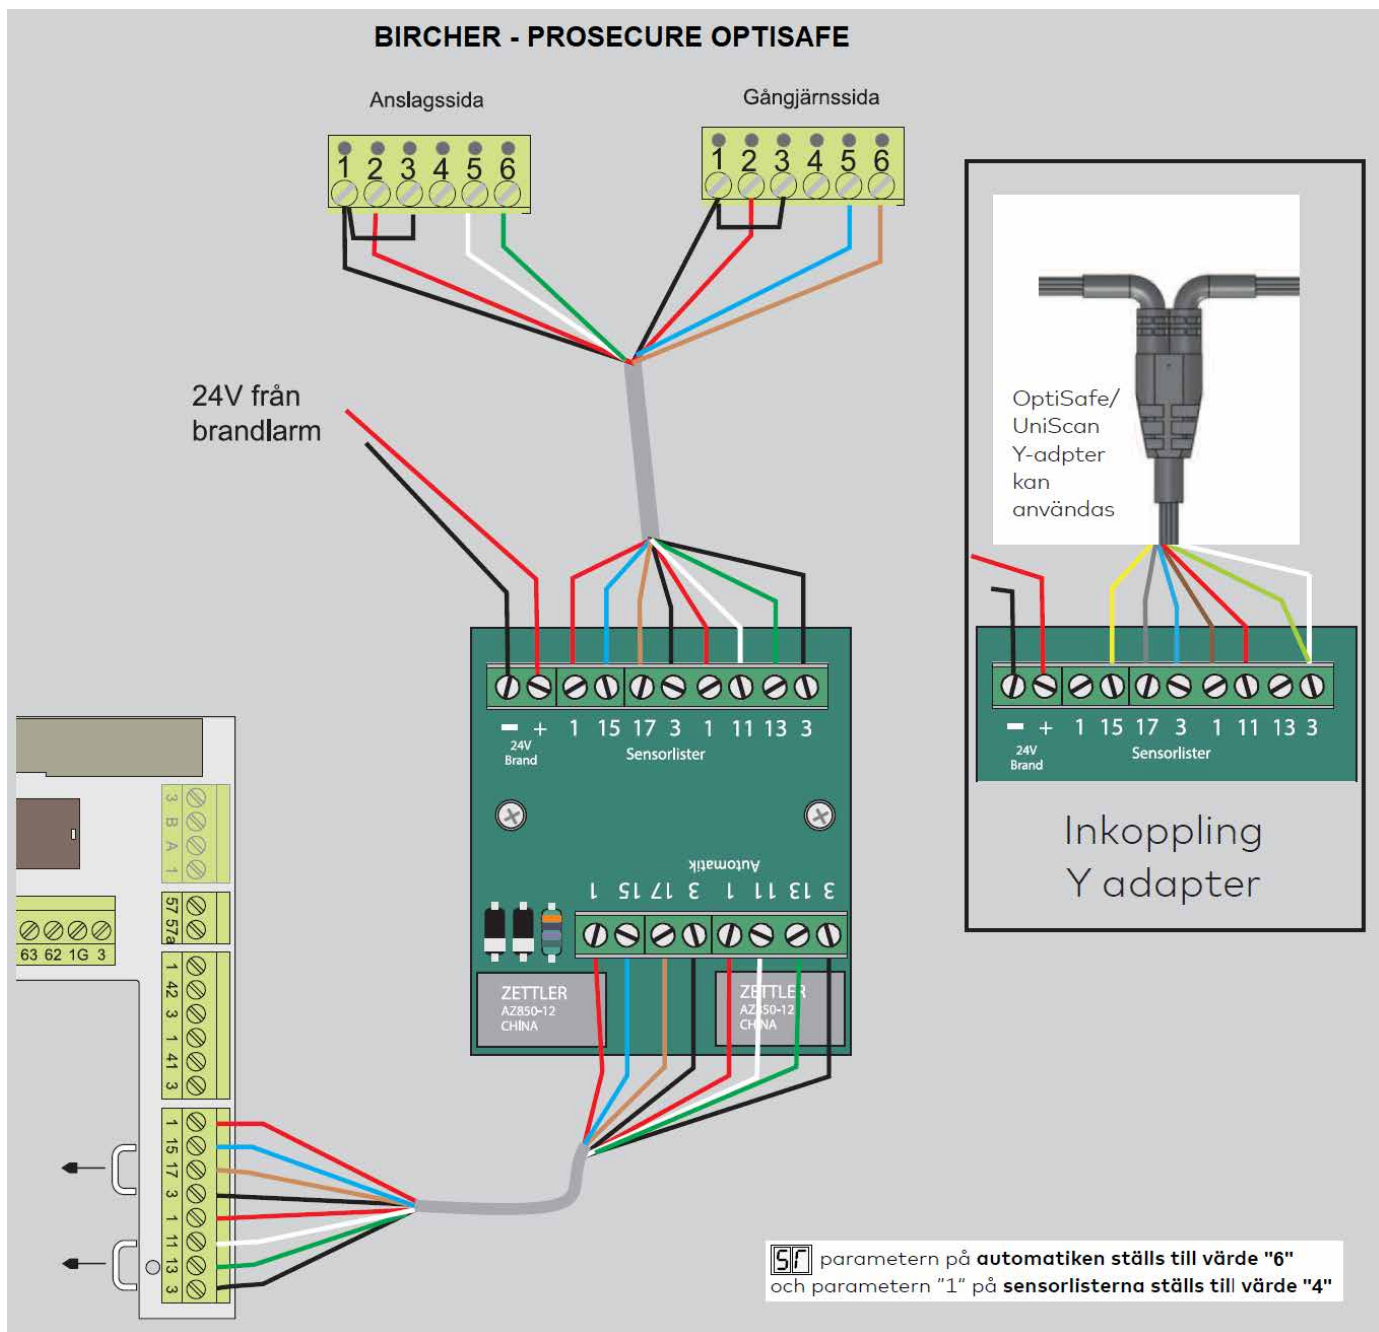 BIRCHER - PROSECURE OPTISAFE
Anslagssida
Gångjärnssida
1 2 3 4 5 6
1 2 3 4 5 6
24V från
brandlarm
OptiSafe/
UniScan
Y-adpter
kan
användas
- + 1 15 17 3 1 11 13 3
24V
Brand
Sensorlister
- + 1 15 17 3 1 11 13 3
24V
Brand
Sensorlister
Inkoppling
Y adapter
Automatik
1 15 17 3 1 11 13 3
ZETTLER
AZ850-12
CHINA
ZETTLER
AZ850-12
CHINA
3 B A 1
57 57a
63 62 1G 3
1 42 3 1 41 3
1 15 17 3 1 11 13 3
Sr parametern på automatiken ställs till värde "6"
och parametern "1" på sensorlisterna ställs till värde "4"